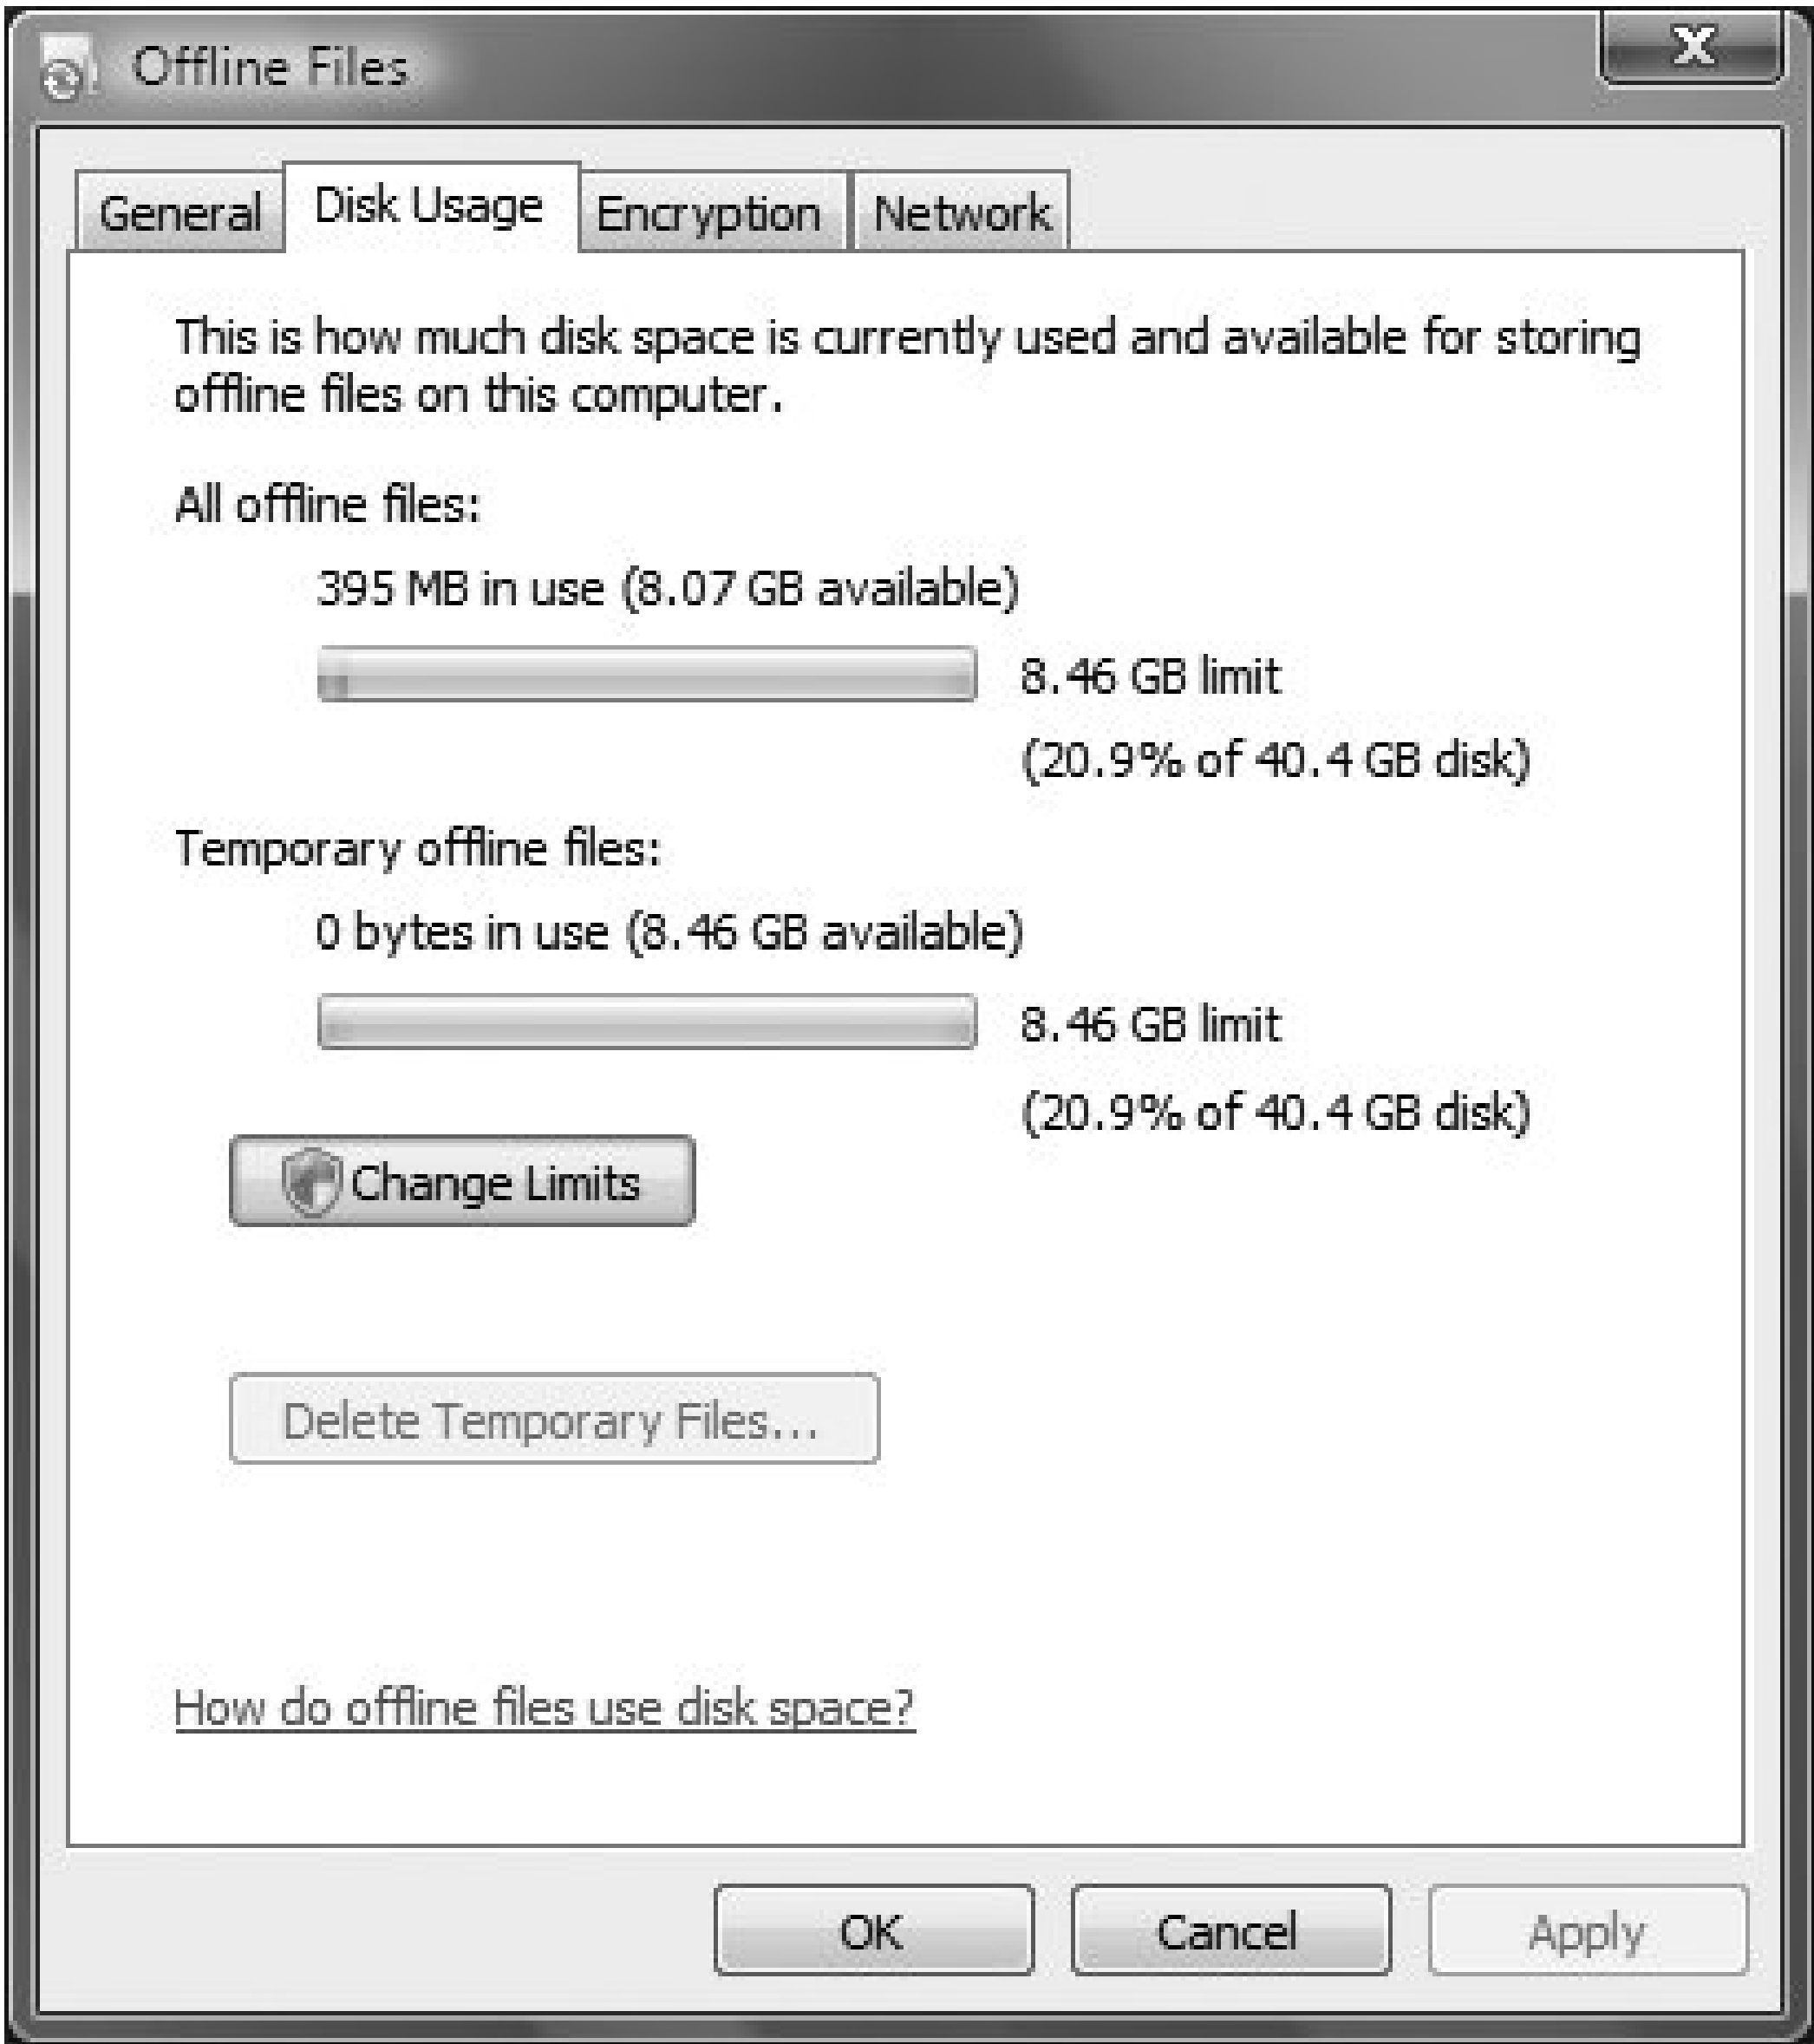 Offline Files
General
Disk Usage
Encryption
Network
This is how much disk space is currently used and available for storing
offline files on this computer.
All offline files:
395 MB in use (8.07 GB available)
8.46 GB limit
(20.9% of 40.4 GB disk)
Temporary offline files:
0 bytes in use (8.46 GB available)
8.46 GB limit
(20.9% of 40.4 GB disk)
Change Limits
Delete Temporary Files...
How do offline files use disk space?
OK
Cancel
Apply